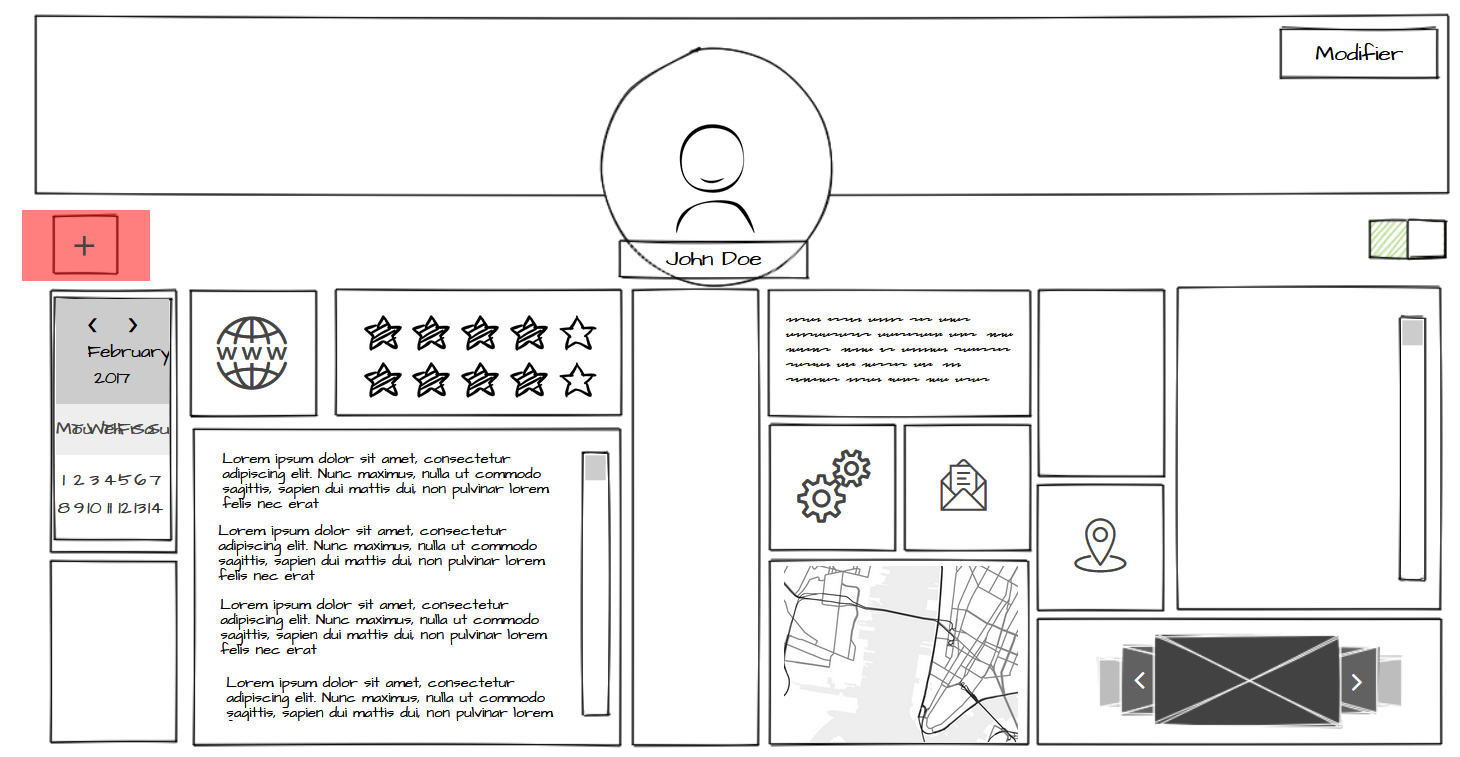 Modifier
+
John Doe
February
2017
1 2 3 4 5 6 7
8 9 10 11 12 13 14
WWW
Lorem ipsum dolor sit amet, consectetur
adipiscing elit. Nunc maximus, nulla ut commodo
sagittis, sapien dui mattis dui, non pulvinar lorem
felis nec erat
Lorem ipsum dolor sit amet, consectetur
adipiscing elit. Nunc maximus, nulla ut commodo
sagittis, sapien dui mattis dui, non pulvinar lorem
felis nec erat
Lorem ipsum dolor sit amet, consectetur
adipiscing elit. Nunc maximus, nulla ut commodo
sagittis, sapien dui mattis dui, non pulvinar lorem
felis nec erat
Lorem ipsum dolor sit amet, consectetur
adipiscing elit. Nunc maximus, nulla ut commodo
sagittis, sapien dui mattis dui, non pulvinar lorem